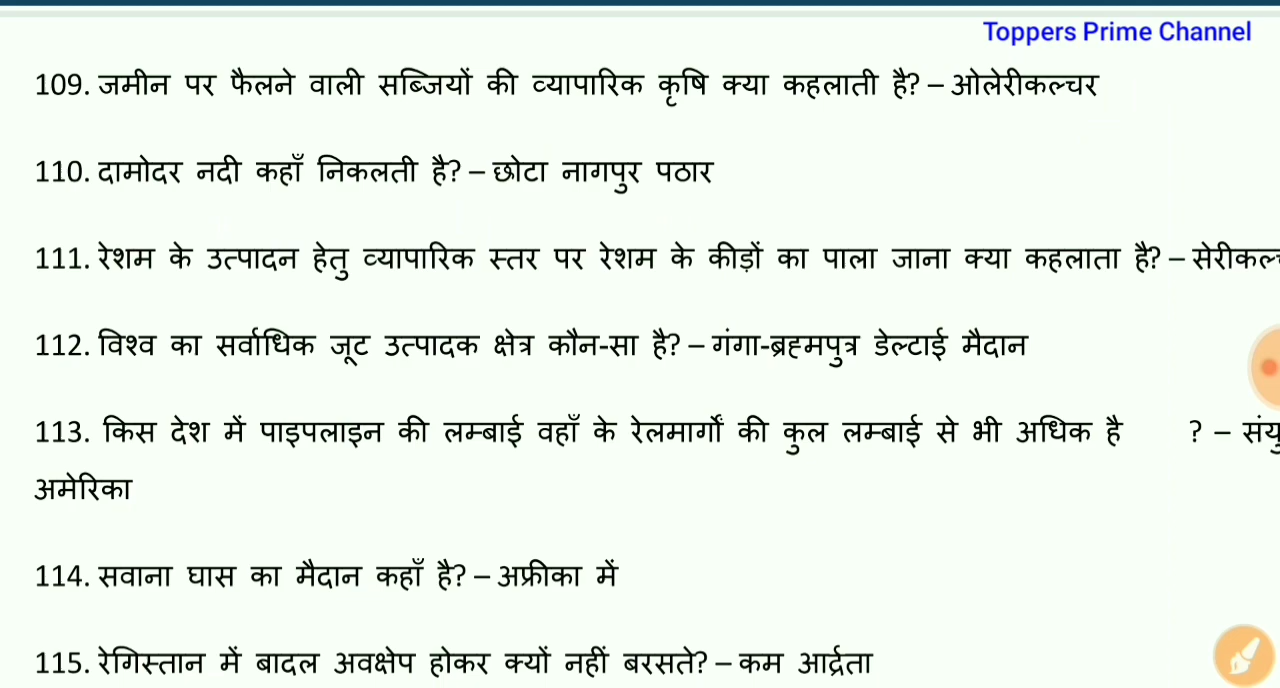 Toppers Prime Channel
109. जमीन पर फैलने वाली सब्जियों की व्यापारिक कृषि क्या कहलाती है? – ओलेरीकल्चर
110. दामोदर नदी कहाँ निकलती है? – छोटा नागपुर पठार
111. रेशम के उत्पादन हेतु व्यापारिक स्तर पर रेशम के कीड़ों का पाला जाना क्या कहलाता है? –
112. विश्व का सर्वाधिक जूट उत्पादक क्षेत्र कौन-सा है? – गंगा-ब्रह्मपुत्र डेल्टाई मैदान
113. किस देश में पाइपलाइन की लम्बाई वहाँ के रेलमार्गों की कुल लम्बाई से भी अधिक है ? –
अमेरिका
114. सवाना घास का मैदान कहाँ है? – अफ्रीका में
115. रेगिस्तान में बादल अवक्षेप होकर क्यों नहीं बरसते? – कम आर्द्रता